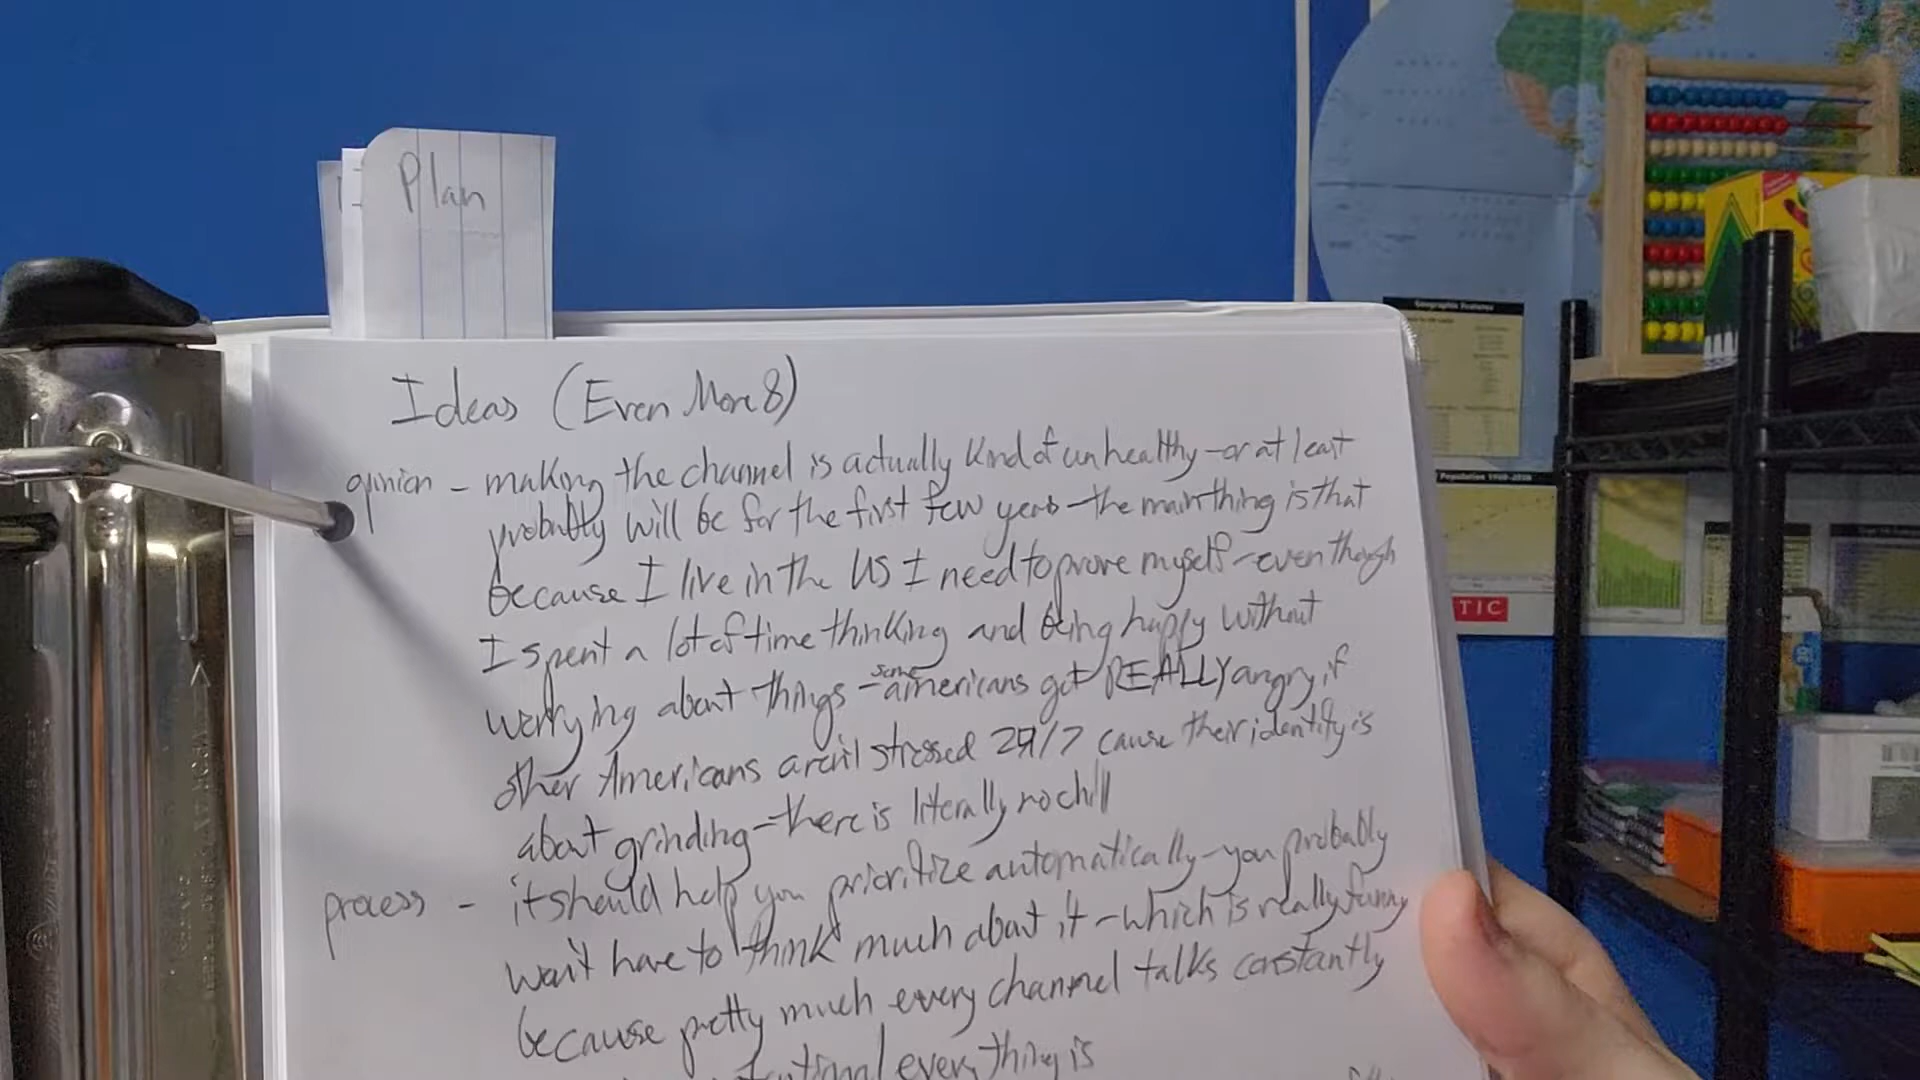 Plan
Ideas (Even More 8)
opinion - making the channel is actually kind of unhealthy - or at least
probably will be for the first few years - the main thing is that
because I live in the US I need to prove myself - even though
I spent a lot of time thinking and being happy without
worrying about things - some americans get REALLY angry if
other Americans aren't stressed 24/7 cause their identity is
about grinding - there is literally no chill
process - it should help you prioritize automatically - you probably
won't have to think much about it - which is really funny
because pretty much every channel talks constantly
everything is
Geographic Features
TIC